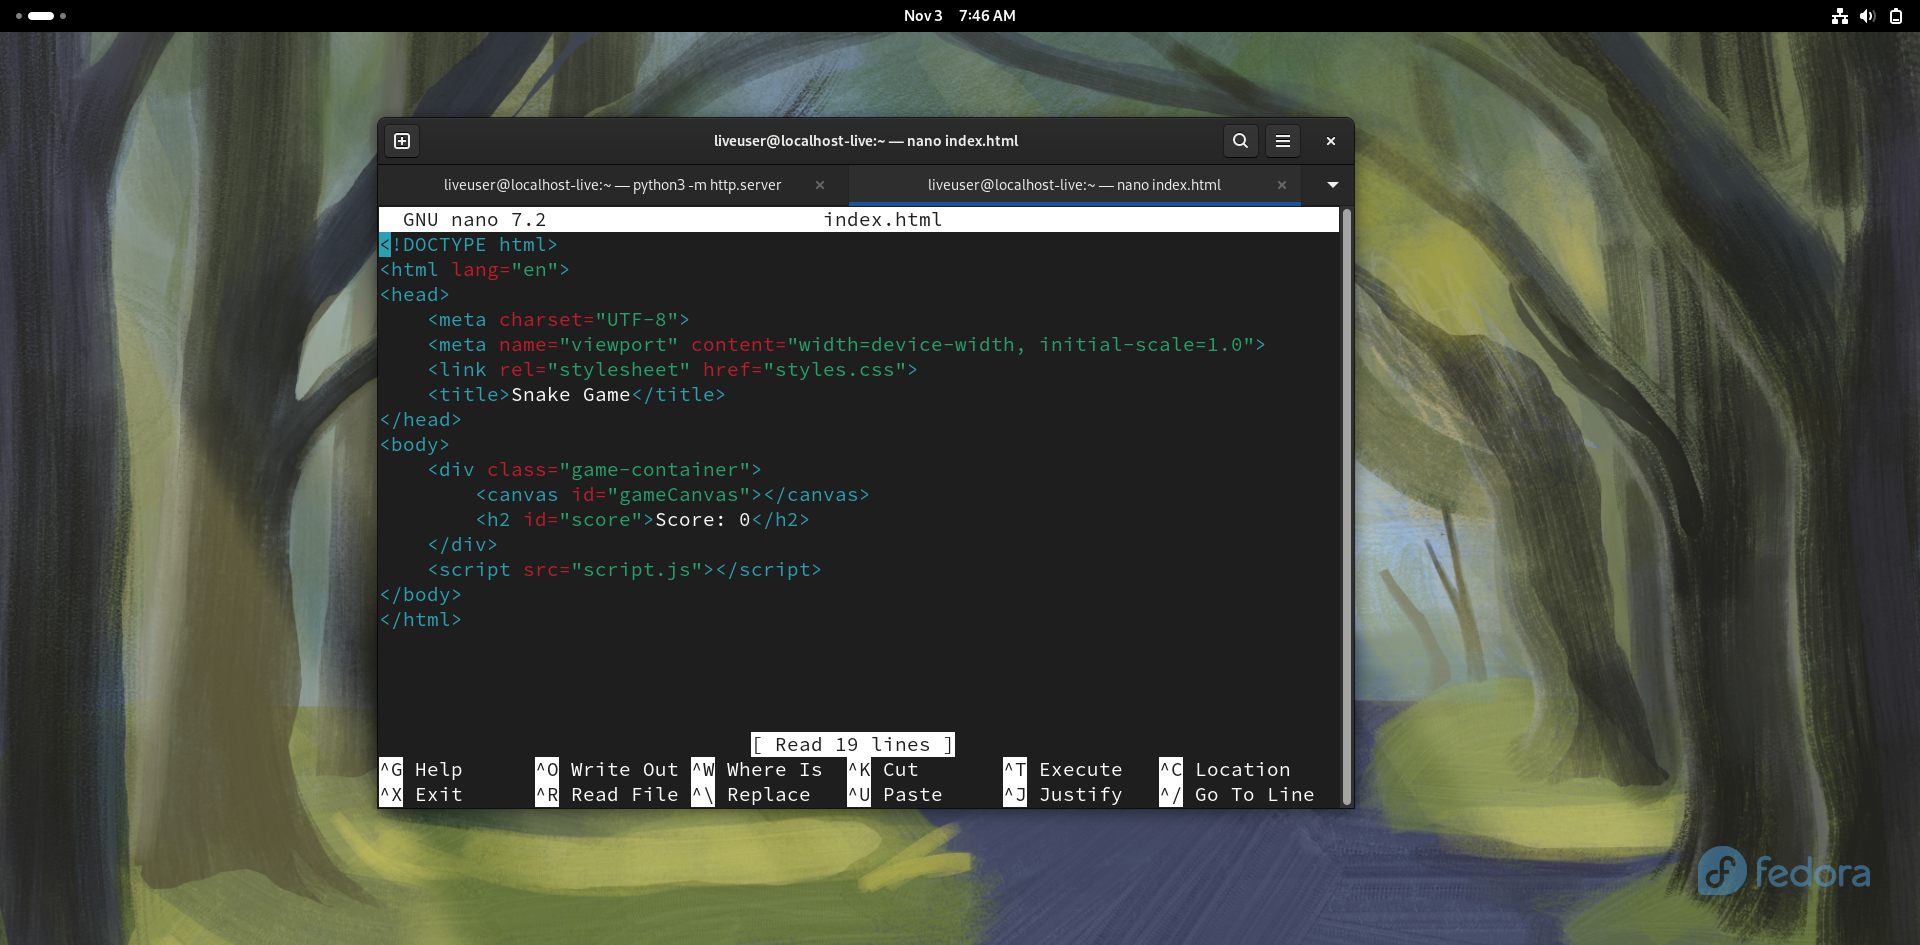 Nov 3 7:46 AM
liveuser@localhost-live:~ — nano index.html
liveuser@localhost-live:~ — python3 -m http.server
liveuser@localhost-live:~ — nano index.html
GNU nano 7.2 index.html
<!DOCTYPE html>
<html lang="en">
<head>
    <meta charset="UTF-8">
    <meta name="viewport" content="width=device-width, initial-scale=1.0">
    <link rel="stylesheet" href="styles.css">
    <title>Snake Game</title>
</head>
<body>
    <div class="game-container">
        <canvas id="gameCanvas"></canvas>
        <h2 id="score">Score: 0</h2>
    </div>
    <script src="script.js"></script>
</body>
</html>
[ Read 19 lines ]
^G Help ^O Write Out ^W Where Is ^K Cut ^T Execute ^C Location
^X Exit ^R Read File ^\ Replace ^U Paste ^J Justify ^/ Go To Line
fedora